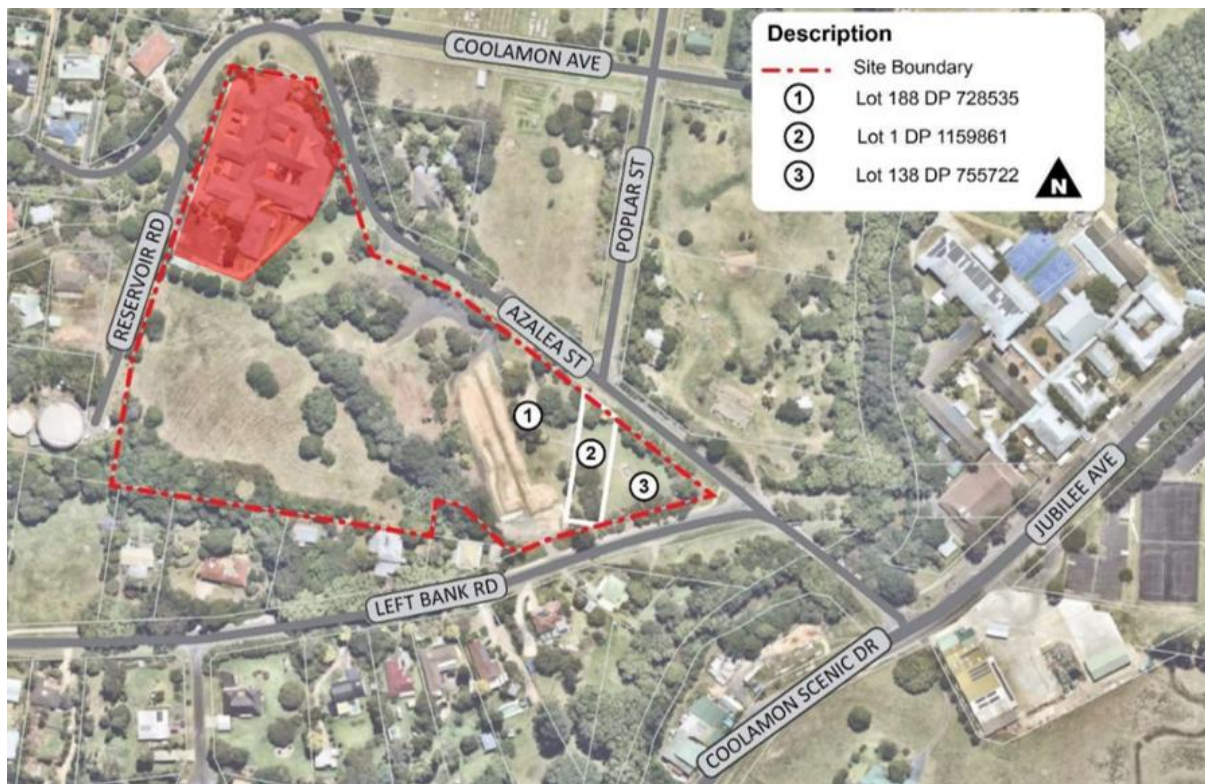 Description
Site Boundary
1 Lot 188 DP 728535
2 Lot 1 DP 1159861
3 Lot 138 DP 755722
N
COOLAMON AVE
POPLAR ST
RESERVOIR RD
AZALEA ST
1
2
3
JUBILEE AVE
LEFT BANK RD
COOLAMON SCENIC DR